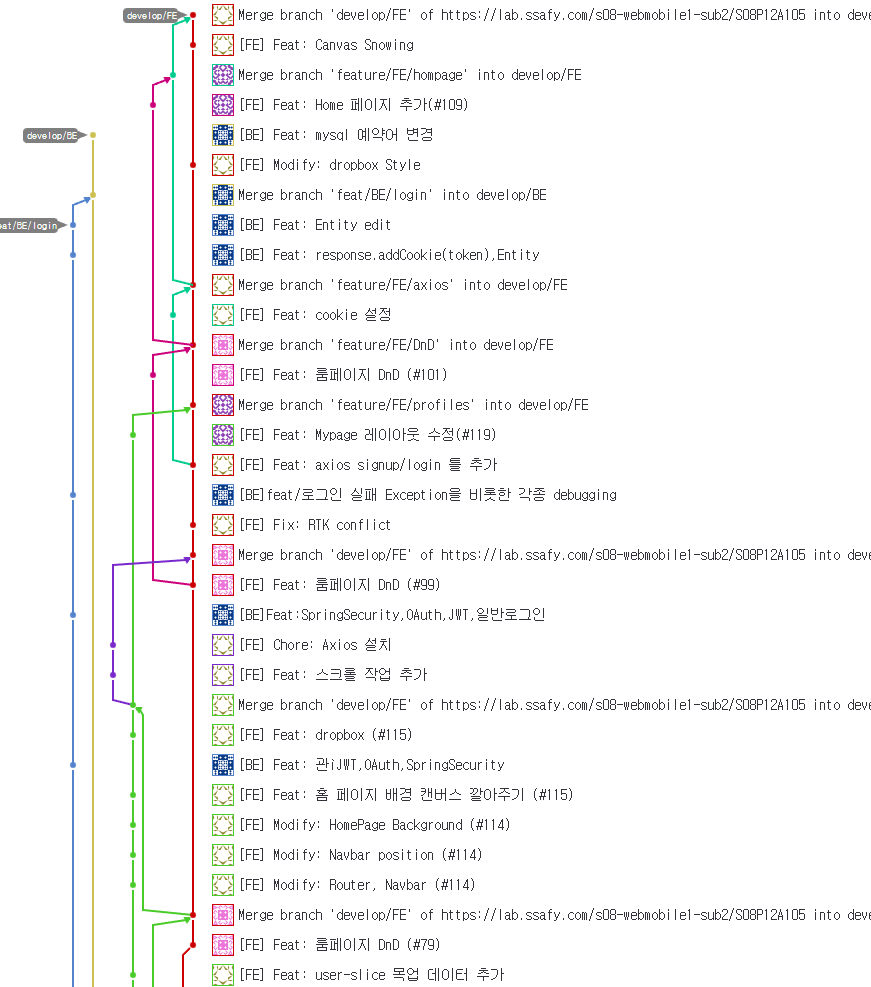 develop/FE Merge branch 'develop/FE' of https://lab.ssafy.com/s08-webmobile1-sub2/S08P12A105 into deve
[FE] Feat: Canvas Snowing
Merge branch 'feature/FE/hompage' into develop/FE
[FE] Feat: Home 페이지 추가(#109)
develop/BE [BE] Feat: mysql 예약어 변경
[FE] Modify: dropbox Style
Merge branch 'feat/BE/login' into develop/BE
eat/BE/login [BE] Feat: Entity edit
[BE] Feat: response.addCookie(token),Entity
Merge branch 'feature/FE/axios' into develop/FE
[FE] Feat: cookie 설정
Merge branch 'feature/FE/DnD' into develop/FE
[FE] Feat: 룸페이지 DnD (#101)
Merge branch 'feature/FE/profiles' into develop/FE
[FE] Feat: Mypage 레이아웃 수정(#119)
[FE] Feat: axios signup/login 틀 추가
[BE]feat/로그인 실패 Exception을 비롯한 각종 debugging
[FE] Fix: RTK conflict
Merge branch 'develop/FE' of https://lab.ssafy.com/s08-webmobile1-sub2/S08P12A105 into deve
[FE] Feat: 룸페이지 DnD (#99)
[BE]Feat:SpringSecurity,OAuth,JWT,일반로그인
[FE] Chore: Axios 설치
[FE] Feat: 스크롤 작업 추가
Merge branch 'develop/FE' of https://lab.ssafy.com/s08-webmobile1-sub2/S08P12A105 into deve
[FE] Feat: dropbox (#115)
[BE] Feat: 관iJWT,OAuth,SpringSecurity
[FE] Feat: 홈 페이지 배경 캔버스 깔아주기 (#115)
[FE] Modify: HomePage Background (#114)
[FE] Modify: Navbar position (#114)
[FE] Modify: Router, Navbar (#114)
Merge branch 'develop/FE' of https://lab.ssafy.com/s08-webmobile1-sub2/S08P12A105 into deve
[FE] Feat: 룸페이지 DnD (#79)
[FE] Feat: user-slice 목업 데이터 추가